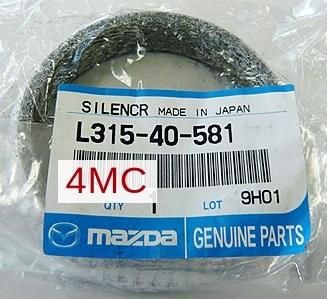 SILENCR MADE IN JAPAN
L315-40-581
4MC
QTY 1 LOT 9H01
mazda GENUINE PARTS